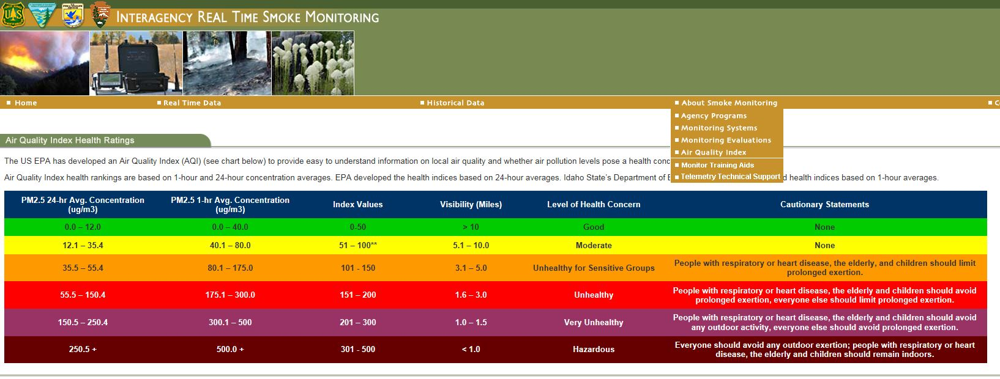 INTERAGENCY REAL TIME SMOKE MONITORING
Home
Real Time Data
Historical Data
About Smoke Monitoring
Agency Programs
Monitoring Systems
Monitoring Evaluations
Air Quality Index
Monitor Training Aids
Telemetry Technical Support
Air Quality Index Health Ratings
The US EPA has developed an Air Quality Index (AQI) (see chart below) to provide easy to understand information on local air quality and whether air pollution levels pose a health
Air Quality Index health rankings are based on 1-hour and 24-hour concentration averages. EPA developed the health indices based on 24-hour averages. Idaho State's Department of health indices based on 1-hour averages.
PM2.5 24-hr Avg. Concentration (ug/m3) PM2.5 1-hr Avg. Concentration (ug/m3) Index Values Visibility (Miles) Level of Health Concern Cautionary Statements
0.0 – 12.0 0.0 – 40.0 0-50 > 10 Good None
12.1 – 35.4 40.1 – 80.0 51 – 100** 5.1 – 10.0 Moderate None
35.5 – 55.4 80.1 – 175.0 101 - 150 3.1 – 5.0 Unhealthy for Sensitive Groups People with respiratory or heart disease, the elderly, and children should limit
prolonged exertion.
55.5 – 150.4 175.1 – 300.0 151 – 200 1.6 – 3.0 Unhealthy People with respiratory or heart disease, the elderly and children should avoid
prolonged exertion, everyone else should limit prolonged exertion.
150.5 – 250.4 300.1 – 500 201 – 300 1.0 – 1.5 Very Unhealthy People with respiratory or heart disease, the elderly and children should avoid
any outdoor activity, everyone else should avoid prolonged exertion.
250.5 + 500.0 + 301 - 500 < 1.0 Hazardous Everyone should avoid any outdoor exertion; people with respiratory or heart
disease, the elderly and children should remain indoors.